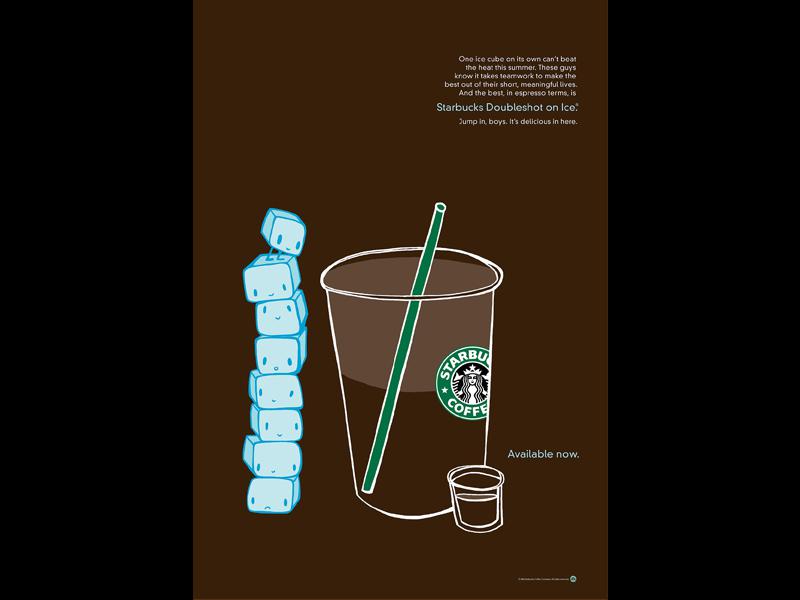 One ice cube on its own can't beat
the heat this summer. These guys
know it takes teamwork to make the
best out of their short, meaningful lives.
And the best, in espresso terms, is
Starbucks Doubleshot on Ice.®
Jump in, boys. It's delicious in here.
STARBU
COFFE
Available now.